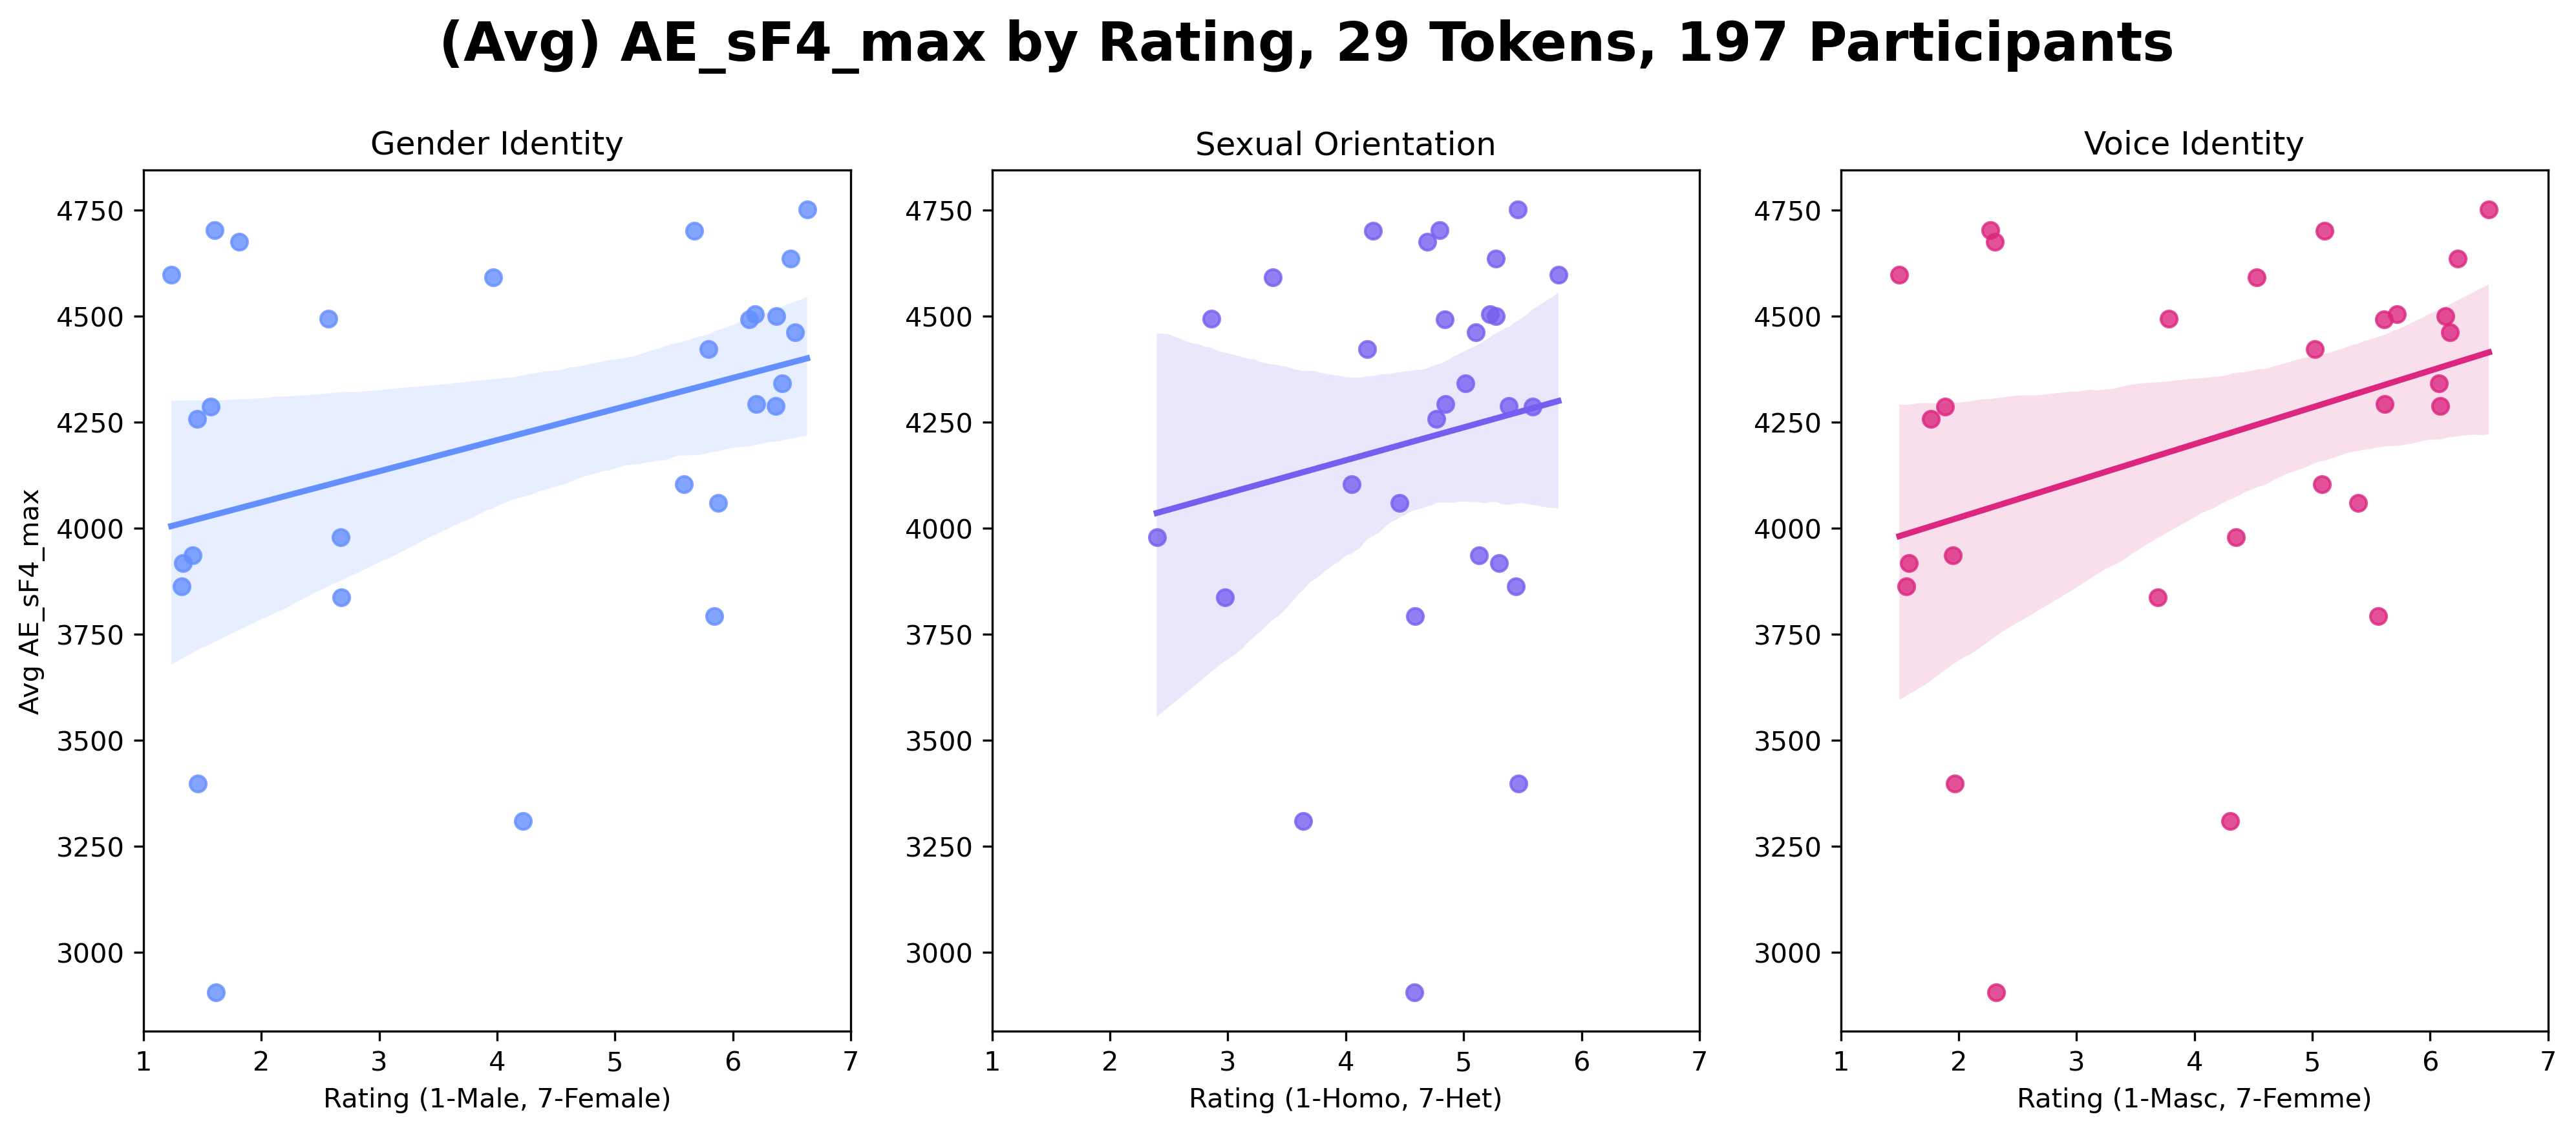 (Avg) AE_sF4_max by Rating, 29 Tokens, 197 Participants
Gender Identity
Avg AE_sF4_max
4750
4500
4250
4000
3750
3500
3250
3000
1 2 3 4 5 6 7
Rating (1-Male, 7-Female)
Sexual Orientation
4750
4500
4250
4000
3750
3500
3250
3000
1 2 3 4 5 6 7
Rating (1-Homo, 7-Het)
Voice Identity
4750
4500
4250
4000
3750
3500
3250
3000
1 2 3 4 5 6 7
Rating (1-Masc, 7-Femme)